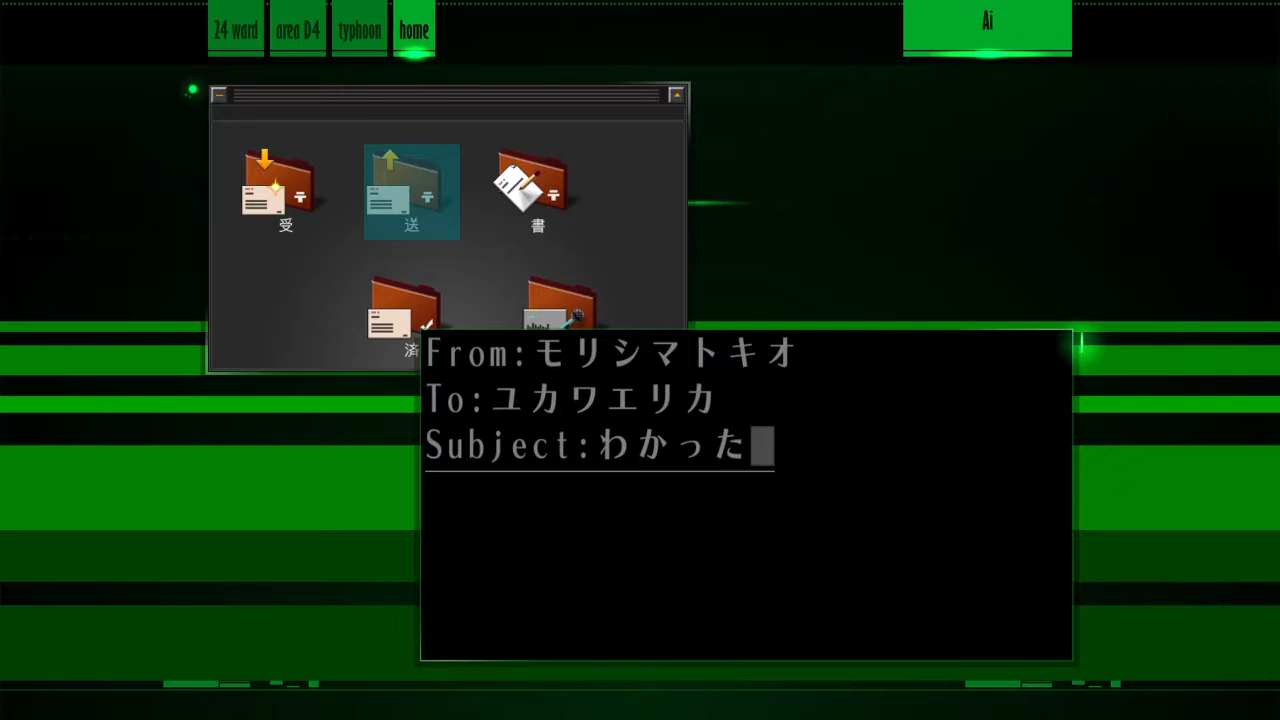 24 ward area D4 typhoon home Ai
受 送 書
済
From:モリシマトキオ
To:ユカワエリカ
Subject:わかった